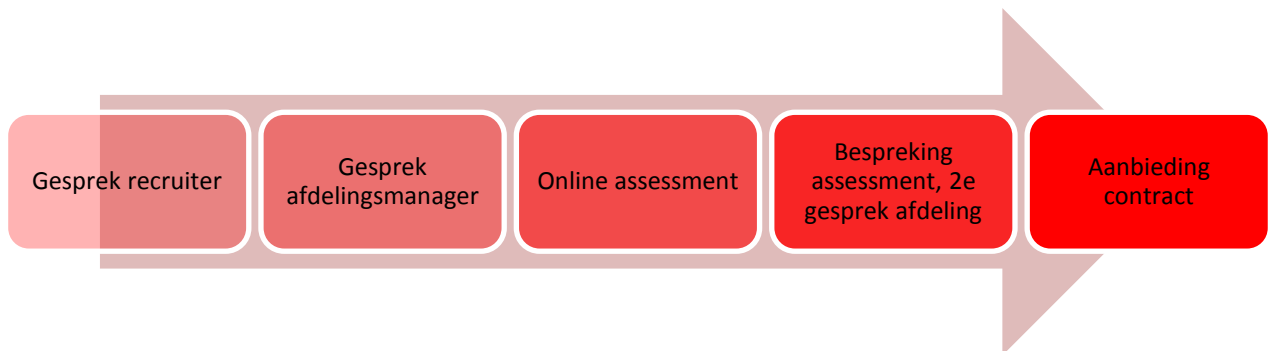 Gesprek recruiter
Gesprek
afdelingsmanager
Online assessment
Bespreking
assessment, 2e
gesprek afdeling
Aanbieding
contract